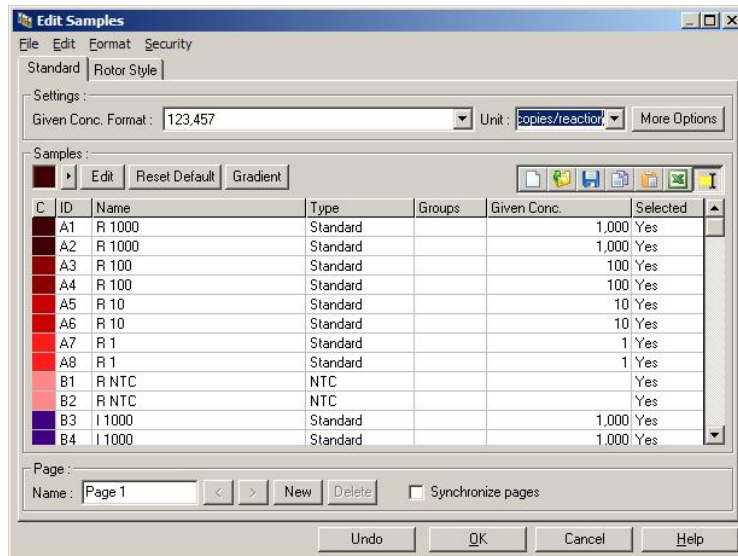 Edit Samples
File Edit Format Security
Standard Rotor Style
Settings :
Given Conc. Format : 123,457 Unit : copies/reaction More Options
Samples :
Edit Reset Default Gradient
C ID Name Type Groups Given Conc. Selected
A1 R 1000 Standard 1,000 Yes
A2 R 1000 Standard 1,000 Yes
A3 R 100 Standard 100 Yes
A4 R 100 Standard 100 Yes
A5 R 10 Standard 10 Yes
A6 R 10 Standard 10 Yes
A7 R 1 Standard 1 Yes
A8 R 1 Standard 1 Yes
B1 R NTC NTC Yes
B2 R NTC NTC Yes
B3 I 1000 Standard 1,000 Yes
B4 I 1000 Standard 1,000 Yes
Page :
Name : Page 1 < > New Delete Synchronize pages
Undo OK Cancel Help